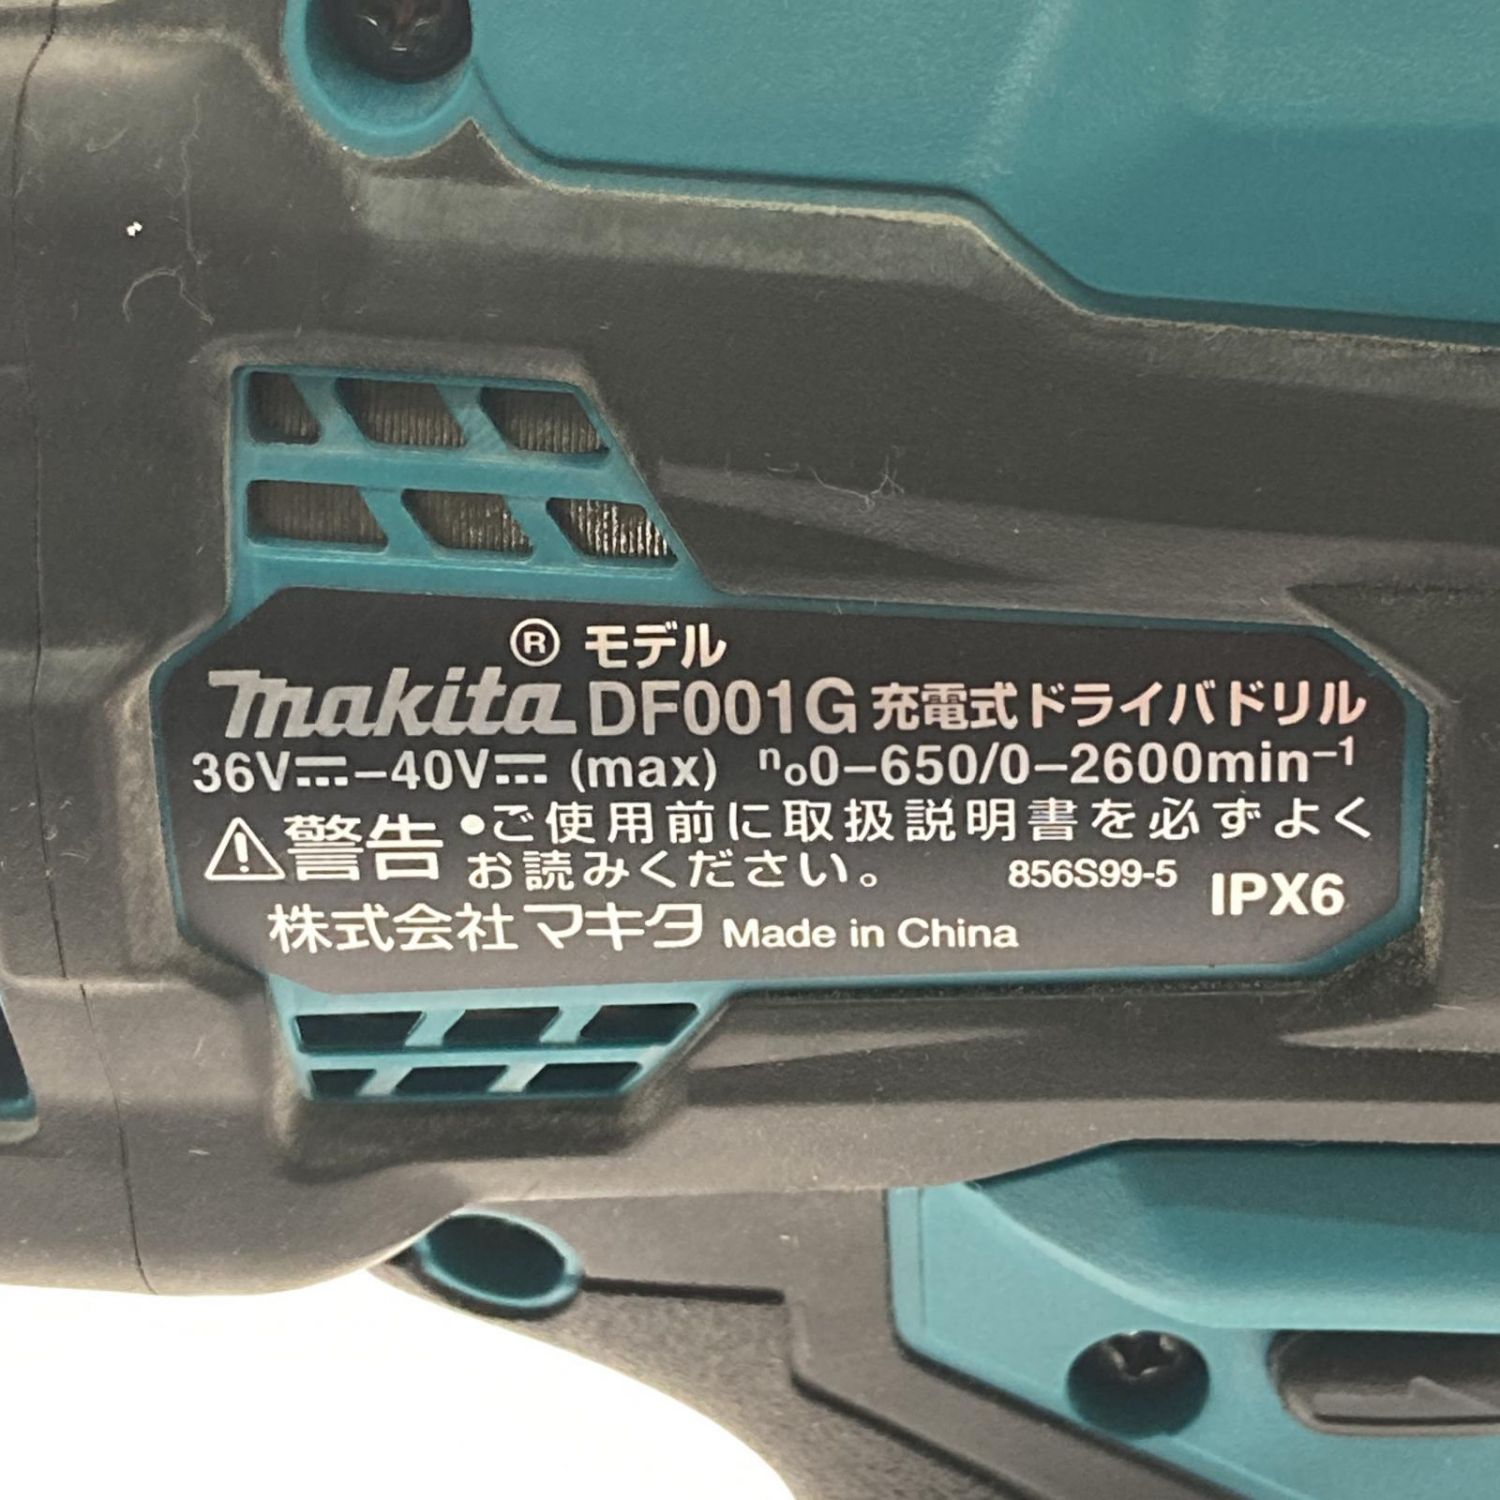 ® モデル
makita DF001G 充電式ドライバドリル
36V⎓–40V⎓ (max) n₀0–650/0–2600min⁻¹
⚠警告 •ご使用前に取扱説明書を必ずよく
お読みください。 856S99-5 IPX6
株式会社マキタ Made in China